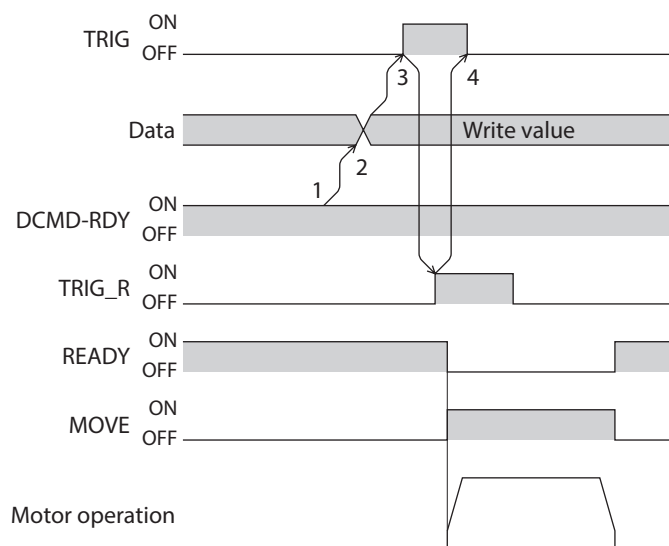 ON
TRIG
OFF
3
4
Data
Write value
2
1
ON
DCMD-RDY
OFF
ON
TRIG_R
OFF
ON
READY
OFF
ON
MOVE
OFF
Motor operation